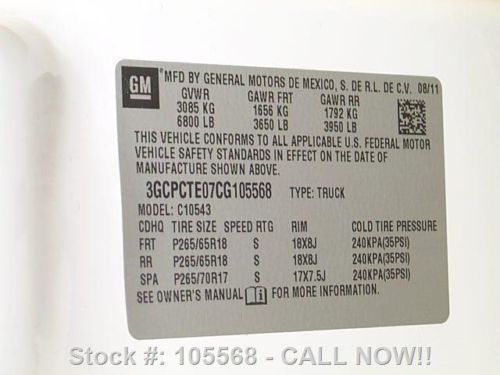 GM
MFD BY GENERAL MOTORS DE MEXICO, S. DE R.L. DE C.V. 08/11
GVWR GAWR FRT GAWR RR
3085 KG 1656 KG 1792 KG
6800 LB 3650 LB 3950 LB
THIS VEHICLE CONFORMS TO ALL APPLICABLE U.S. FEDERAL MOTOR
VEHICLE SAFETY STANDARDS IN EFFECT ON THE DATE OF
MANUFACTURE SHOWN ABOVE.
3GCPCTE07CG105568 TYPE: TRUCK
MODEL: C10543
CDHQ TIRE SIZE SPEED RTG RIM COLD TIRE PRESSURE
FRT P265/65R18 S 18X8J 240KPA(35PSI)
RR P265/65R18 S 18X8J 240KPA(35PSI)
SPA P265/70R17 S 17X7.5J 240KPA(35PSI)
SEE OWNER'S MANUAL FOR MORE INFORMATION.
Stock #: 105568 - CALL NOW!!